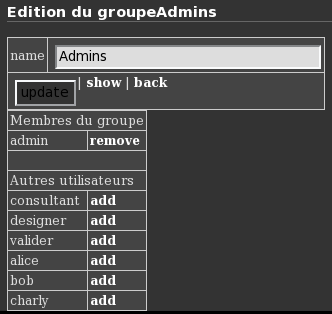 Edition du groupeAdmins
name Admins
update | show | back
Membres du groupe
admin remove
Autres utilisateurs
consultant add
designer add
valider add
alice add
bob add
charly add